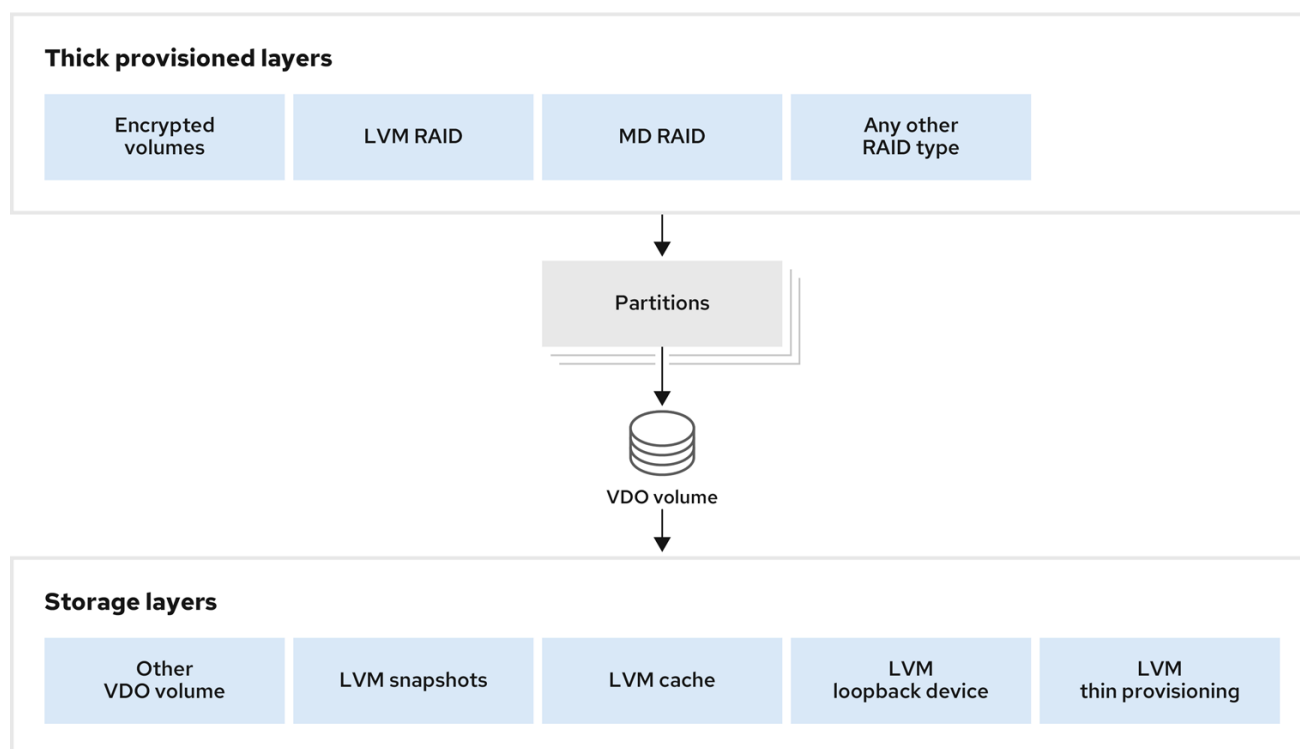 Thick provisioned layers
Encrypted
volumes
LVM RAID
MD RAID
Any other
RAID type
Partitions
VDO volume
Storage layers
Other
VDO volume
LVM snapshots
LVM cache
LVM
loopback device
LVM
thin provisioning